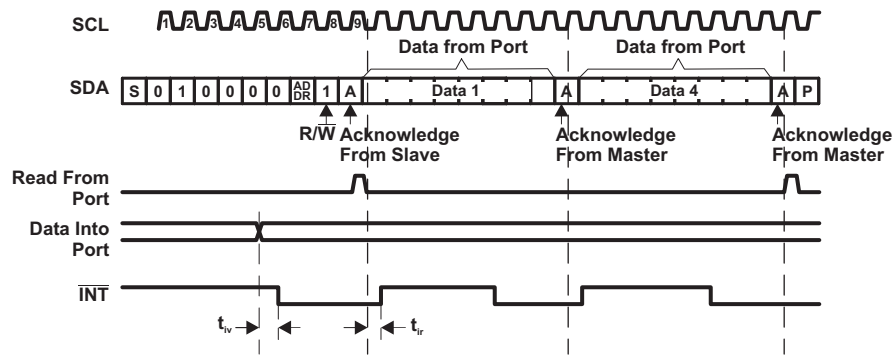 SCL 1 2 3 4 5 6 7 8 9
Data from Port Data from Port
SDA S 0 1 0 0 0 0 AD DR 1 A Data 1 A Data 4 A P
R/W̅ Acknowledge From Slave Acknowledge From Master Acknowledge From Master
Read From Port
Data Into Port
I̅N̅T̅
tiv tir